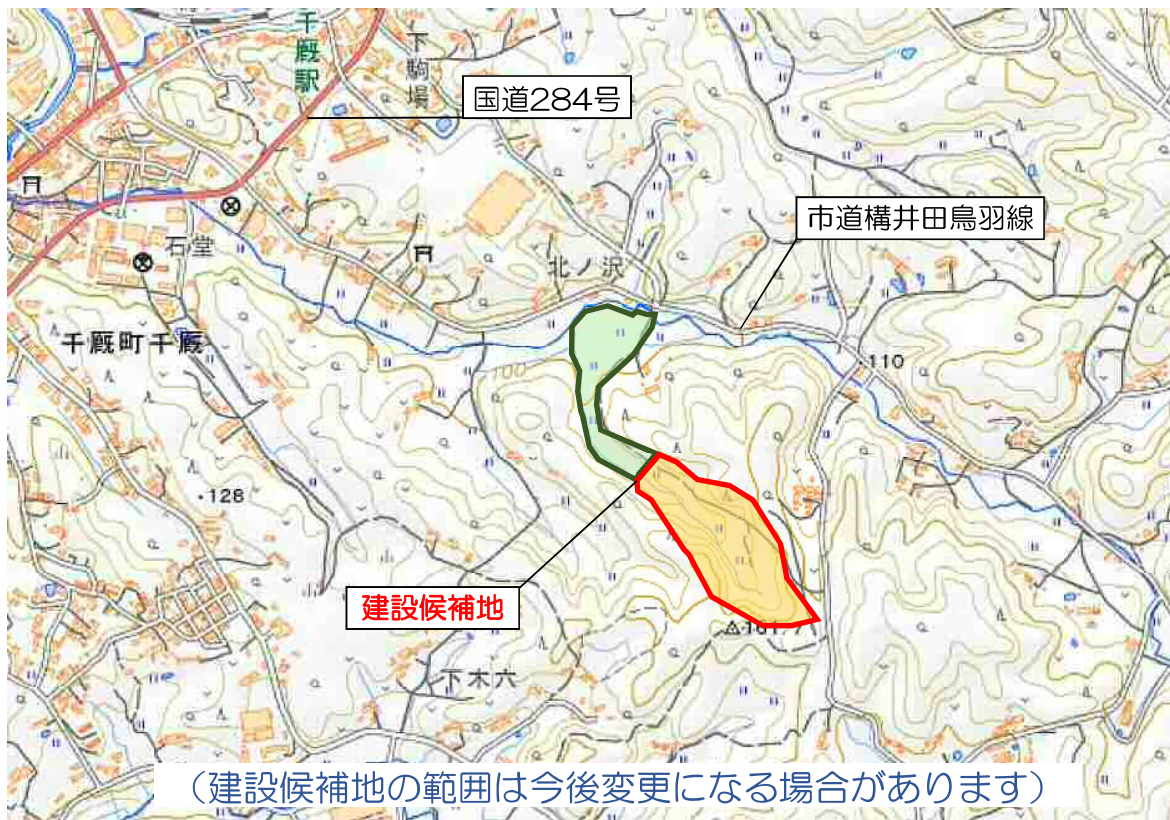 千厩駅
下駒場
国道284号
市道構井田鳥羽線
石堂
北ノ沢
千厩町千厩
110
・128
建設候補地
下木六
（建設候補地の範囲は今後変更になる場合があります）